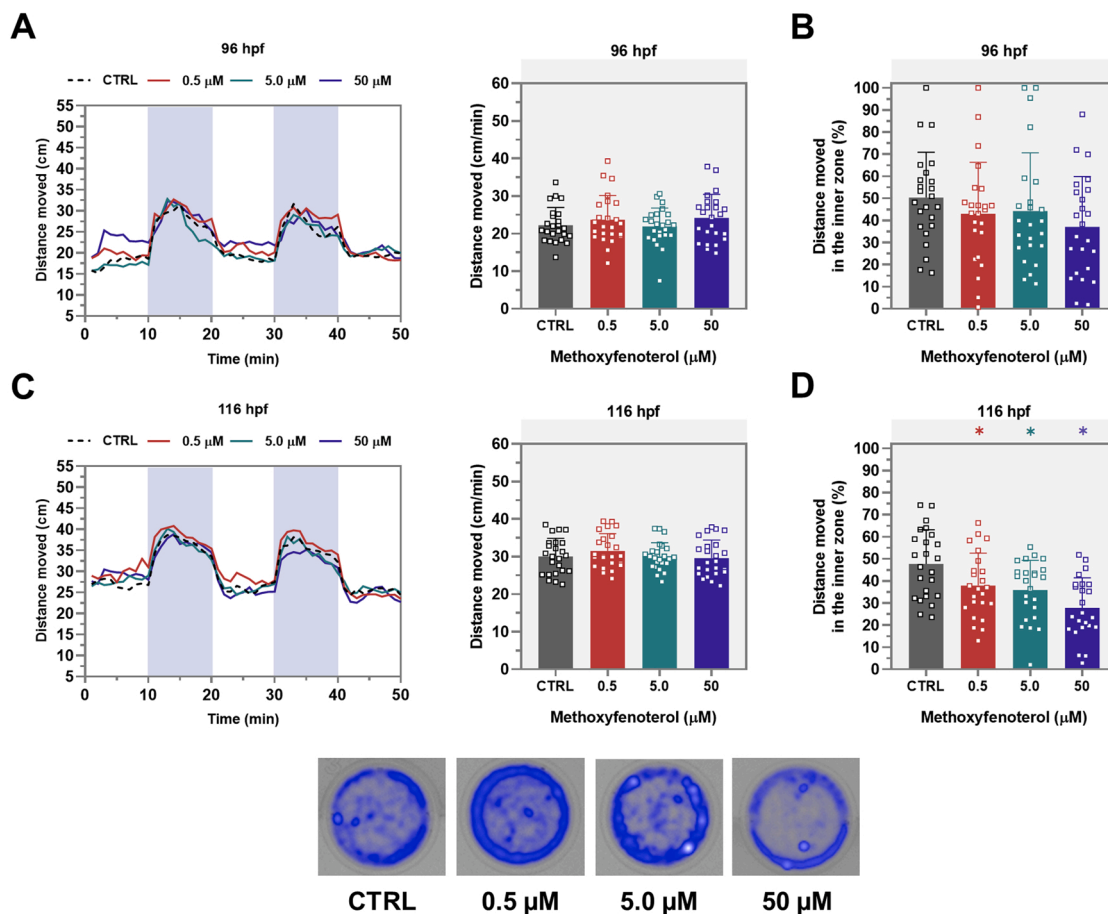 A
96 hpf
CTRL 0.5 μM 5.0 μM 50 μM
Distance moved (cm)
55
50
45
40
35
30
25
20
15
10
5
0 10 20 30 40 50
Time (min)
96 hpf
Distance moved (cm/min)
60
50
40
30
20
10
0
CTRL 0.5 5.0 50
Methoxyfenoterol (μM)
B
96 hpf
Distance moved
in the inner zone (%)
100
90
80
70
60
50
40
30
20
10
0
CTRL 0.5 5.0 50
Methoxyfenoterol (μM)
C
116 hpf
CTRL 0.5 μM 5.0 μM 50 μM
Distance moved (cm)
55
50
45
40
35
30
25
20
15
10
5
0 10 20 30 40 50
Time (min)
116 hpf
Distance moved (cm/min)
60
50
40
30
20
10
0
CTRL 0.5 5.0 50
Methoxyfenoterol (μM)
D
116 hpf
* * *
Distance moved
in the inner zone (%)
100
90
80
70
60
50
40
30
20
10
0
CTRL 0.5 5.0 50
Methoxyfenoterol (μM)
CTRL 0.5 μM 5.0 μM 50 μM